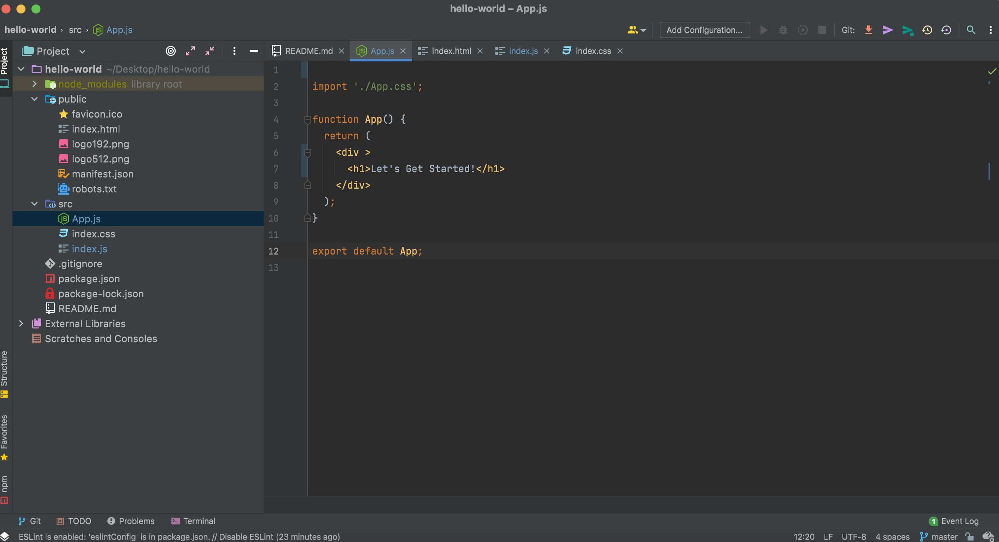 hello-world – App.js
hello-world › src › App.js
Add Configuration... Git:
Project
Project
README.md App.js index.html index.js index.css
hello-world ~/Desktop/hello-world
node_modules library root
public
favicon.ico
index.html
logo192.png
logo512.png
manifest.json
robots.txt
src
App.js
index.css
index.js
.gitignore
package.json
package-lock.json
README.md
External Libraries
Scratches and Consoles
Structure
Favorites
npm
1
2 import './App.css';
3
4 function App() {
5 return (
6 <div >
7 <h1>Let's Get Started!</h1>
8 </div>
9 );
10 }
11
12 export default App;
13
Git TODO Problems Terminal 1 Event Log
ESLint is enabled: 'eslintConfig' is in package.json. // Disable ESLint (23 minutes ago) 12:20 LF UTF-8 4 spaces master